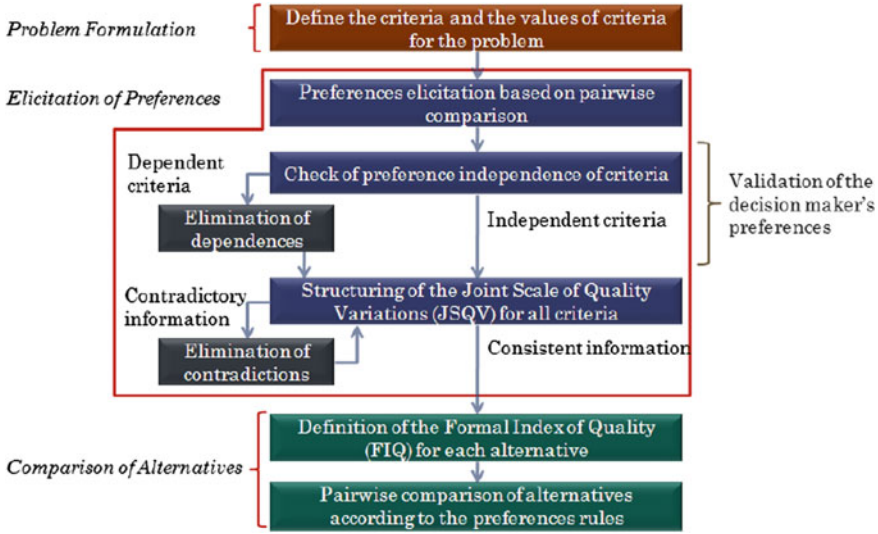 Problem Formulation
Define the criteria and the values of criteria
for the problem
Elicitation of Preferences
Preferences elicitation based on pairwise
comparison
Dependent
criteria
Check of preference independence of criteria
Validation of the
decision maker's
preferences
Elimination of
dependences
Independent criteria
Contradictory
information
Structuring of the Joint Scale of Quality
Variations (JSQV) for all criteria
Elimination of
contradictions
Consistent information
Comparison of Alternatives
Definition of the Formal Index of Quality
(FIQ) for each alternative
Pairwise comparison of alternatives
according to the preferences rules